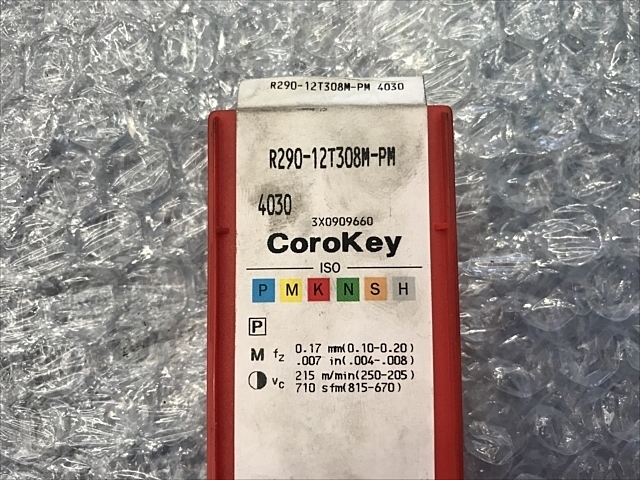 R290-12T308M-PM 4030
R290-12T308M-PM
4030
3X0909660
CoroKey
ISO
P M K N S H
P
M fz 0.17 mm(0.10-0.20)
.007 in(.004-.008)
vc 215 m/min(250-205)
710 sfm(815-670)